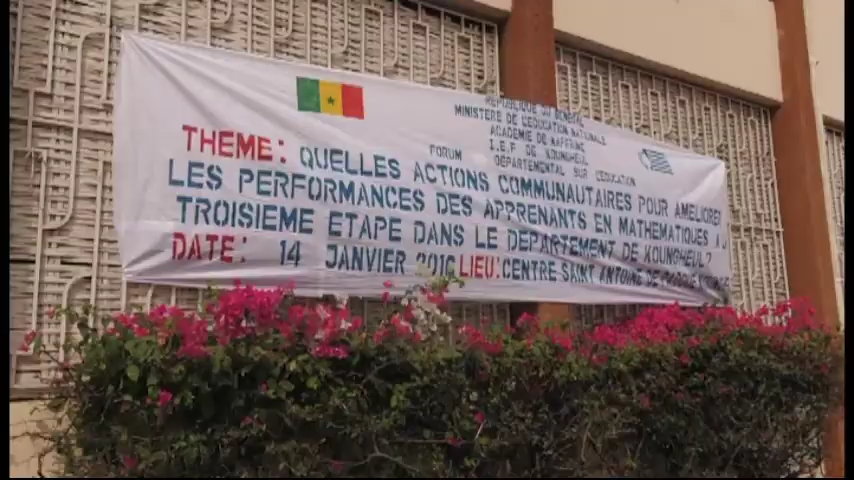 REPUBLIQUE DU SENEGAL
MINISTERE DE L'EDUCATION NATIONALE
ACADEMIE DE KAFFRINE
I.E.F DE KOUNGHEUL
FORUM DEPARTEMENTAL SUR L'EDUCATION
THEME: QUELLES ACTIONS COMMUNAUTAIRES POUR AMELIORER
LES PERFORMANCES DES APPRENANTS EN MATHEMATIQUES AU
TROISIEME ETAPE DANS LE DEPARTEMENT DE KOUNGHEUL?
DATE: 14 JANVIER 2016 LIEU: CENTRE SAINT ANTOINE DE